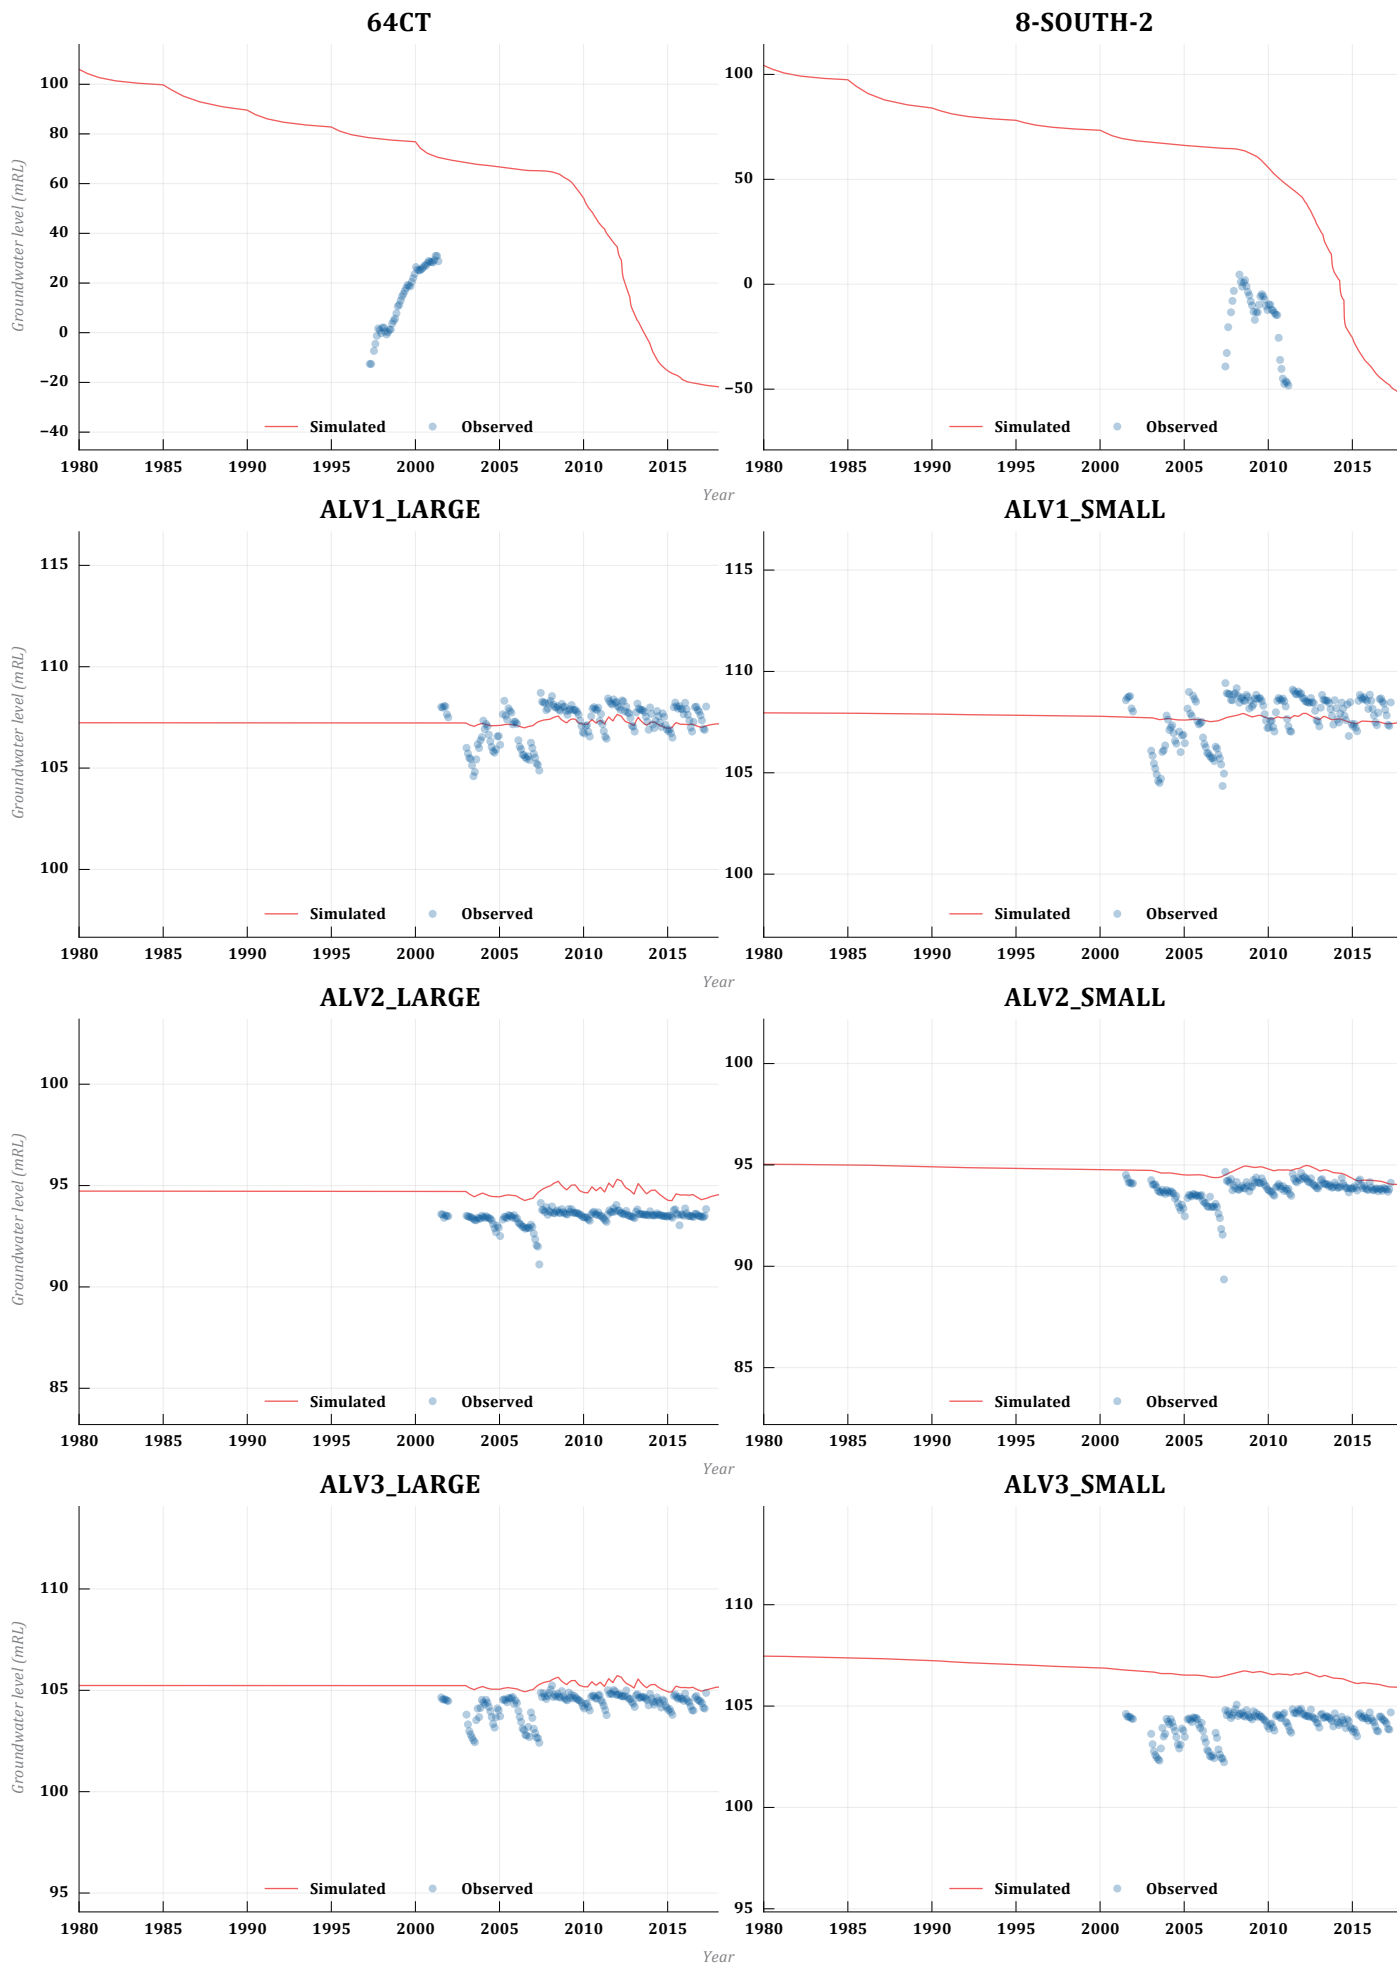 64CT
8-SOUTH-2
Groundwater level (mRL)
100
80
60
40
20
0
−20
−40
100
50
0
−50
Simulated Observed
Simulated Observed
1980 1985 1990 1995 2000 2005 2010 2015
1980 1985 1990 1995 2000 2005 2010 2015
Year
ALV1_LARGE
ALV1_SMALL
Groundwater level (mRL)
115
110
105
100
115
110
105
100
Simulated Observed
Simulated Observed
1980 1985 1990 1995 2000 2005 2010 2015
1980 1985 1990 1995 2000 2005 2010 2015
Year
ALV2_LARGE
ALV2_SMALL
Groundwater level (mRL)
100
95
90
85
100
95
90
85
Simulated Observed
Simulated Observed
1980 1985 1990 1995 2000 2005 2010 2015
1980 1985 1990 1995 2000 2005 2010 2015
Year
ALV3_LARGE
ALV3_SMALL
Groundwater level (mRL)
110
105
100
95
110
105
100
95
Simulated Observed
Simulated Observed
1980 1985 1990 1995 2000 2005 2010 2015
1980 1985 1990 1995 2000 2005 2010 2015
Year